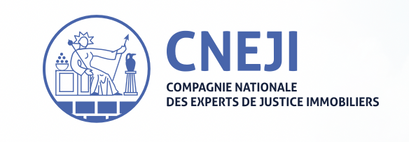 CNEJI
COMPAGNIE NATIONALE
DES EXPERTS DE JUSTICE IMMOBILIERS